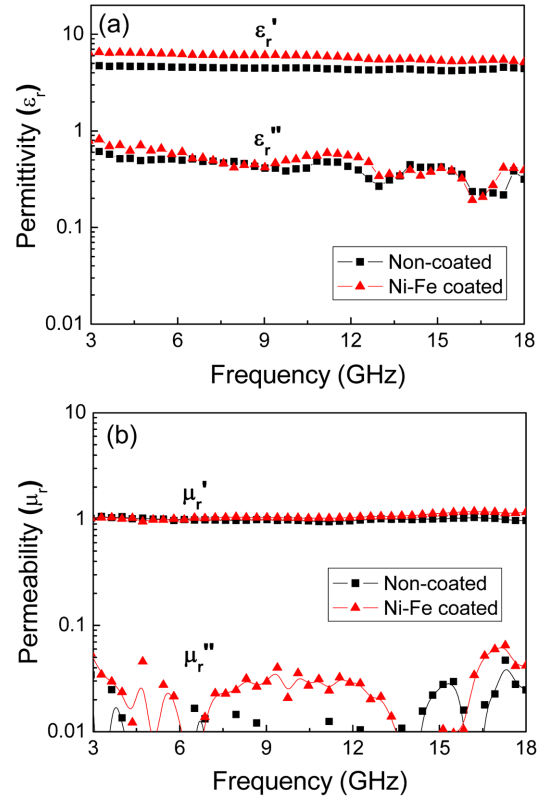 (a)
εr'
10
1
0.1
0.01
εr''
Permittivity (εr)
Non-coated
Ni-Fe coated
3 6 9 12 15 18
Frequency (GHz)
(b)
10
1
0.1
0.01
μr'
Permeability (μr)
Non-coated
Ni-Fe coated
μr''
3 6 9 12 15 18
Frequency (GHz)